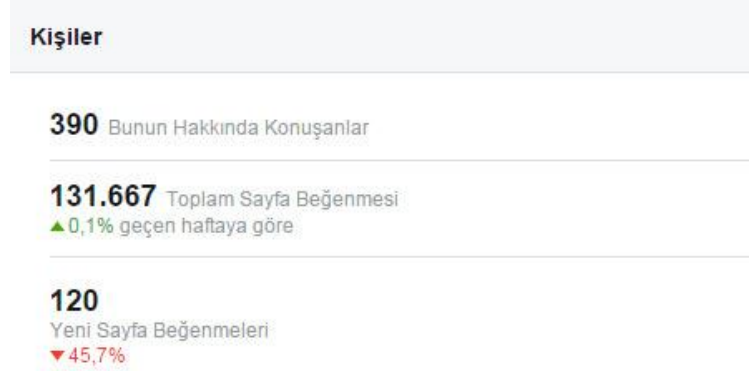 Kişiler
390 Bunun Hakkında Konuşanlar
131.667 Toplam Sayfa Beğenmesi
▲0,1% geçen haftaya göre
120
Yeni Sayfa Beğenmeleri
▼45,7%